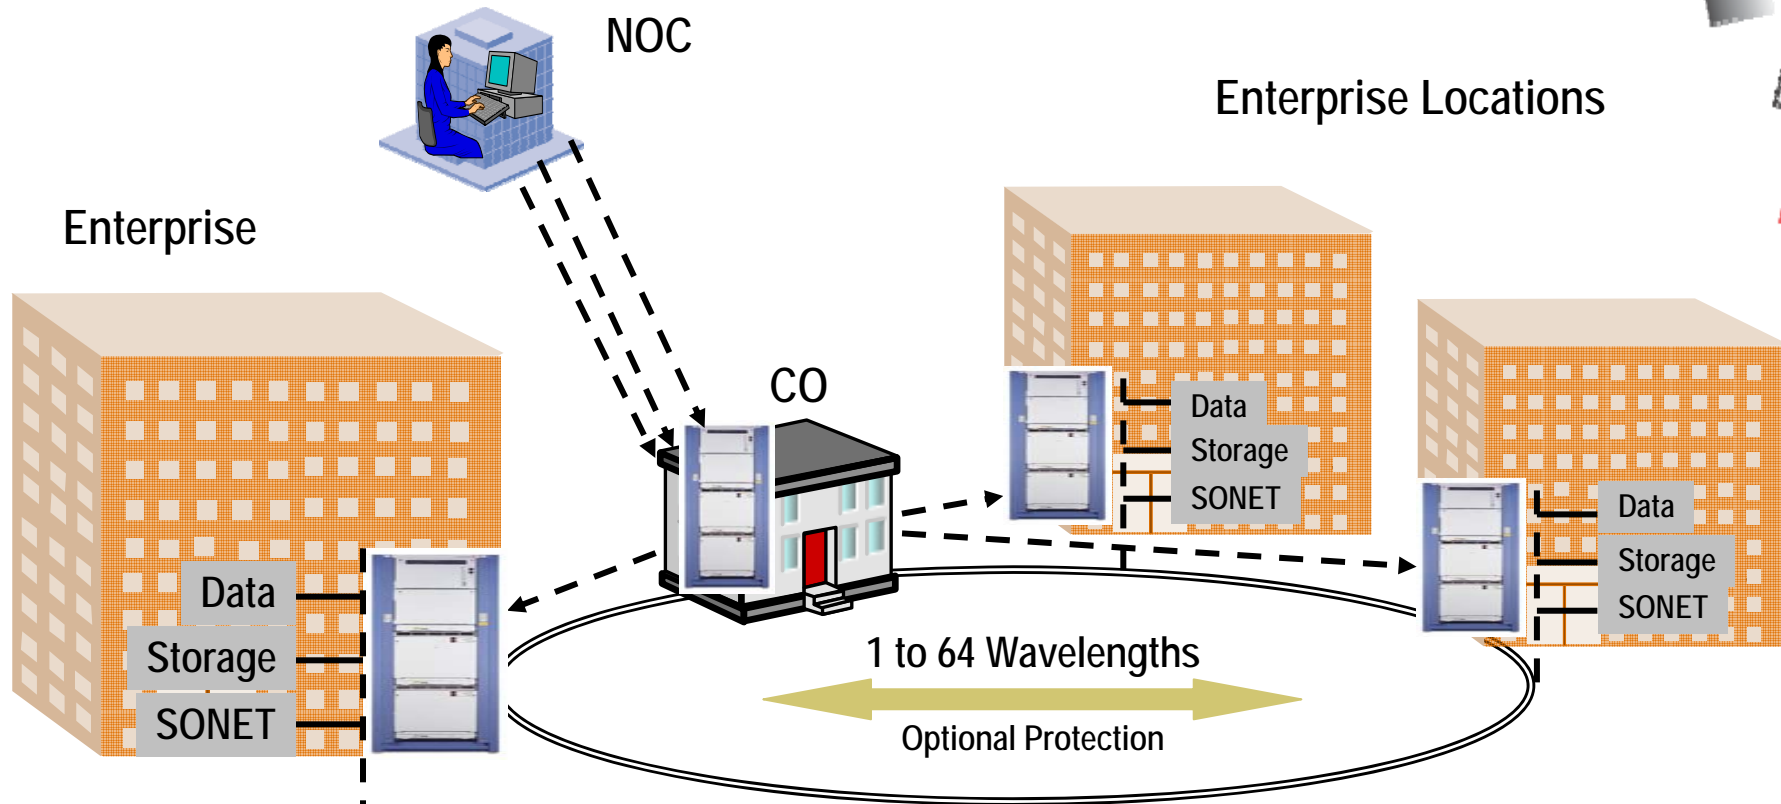 NOC
Enterprise Locations
Enterprise
CO
Data
Storage
SONET
Data
Storage
SONET
Data
Storage
SONET
1 to 64 Wavelengths
Optional Protection